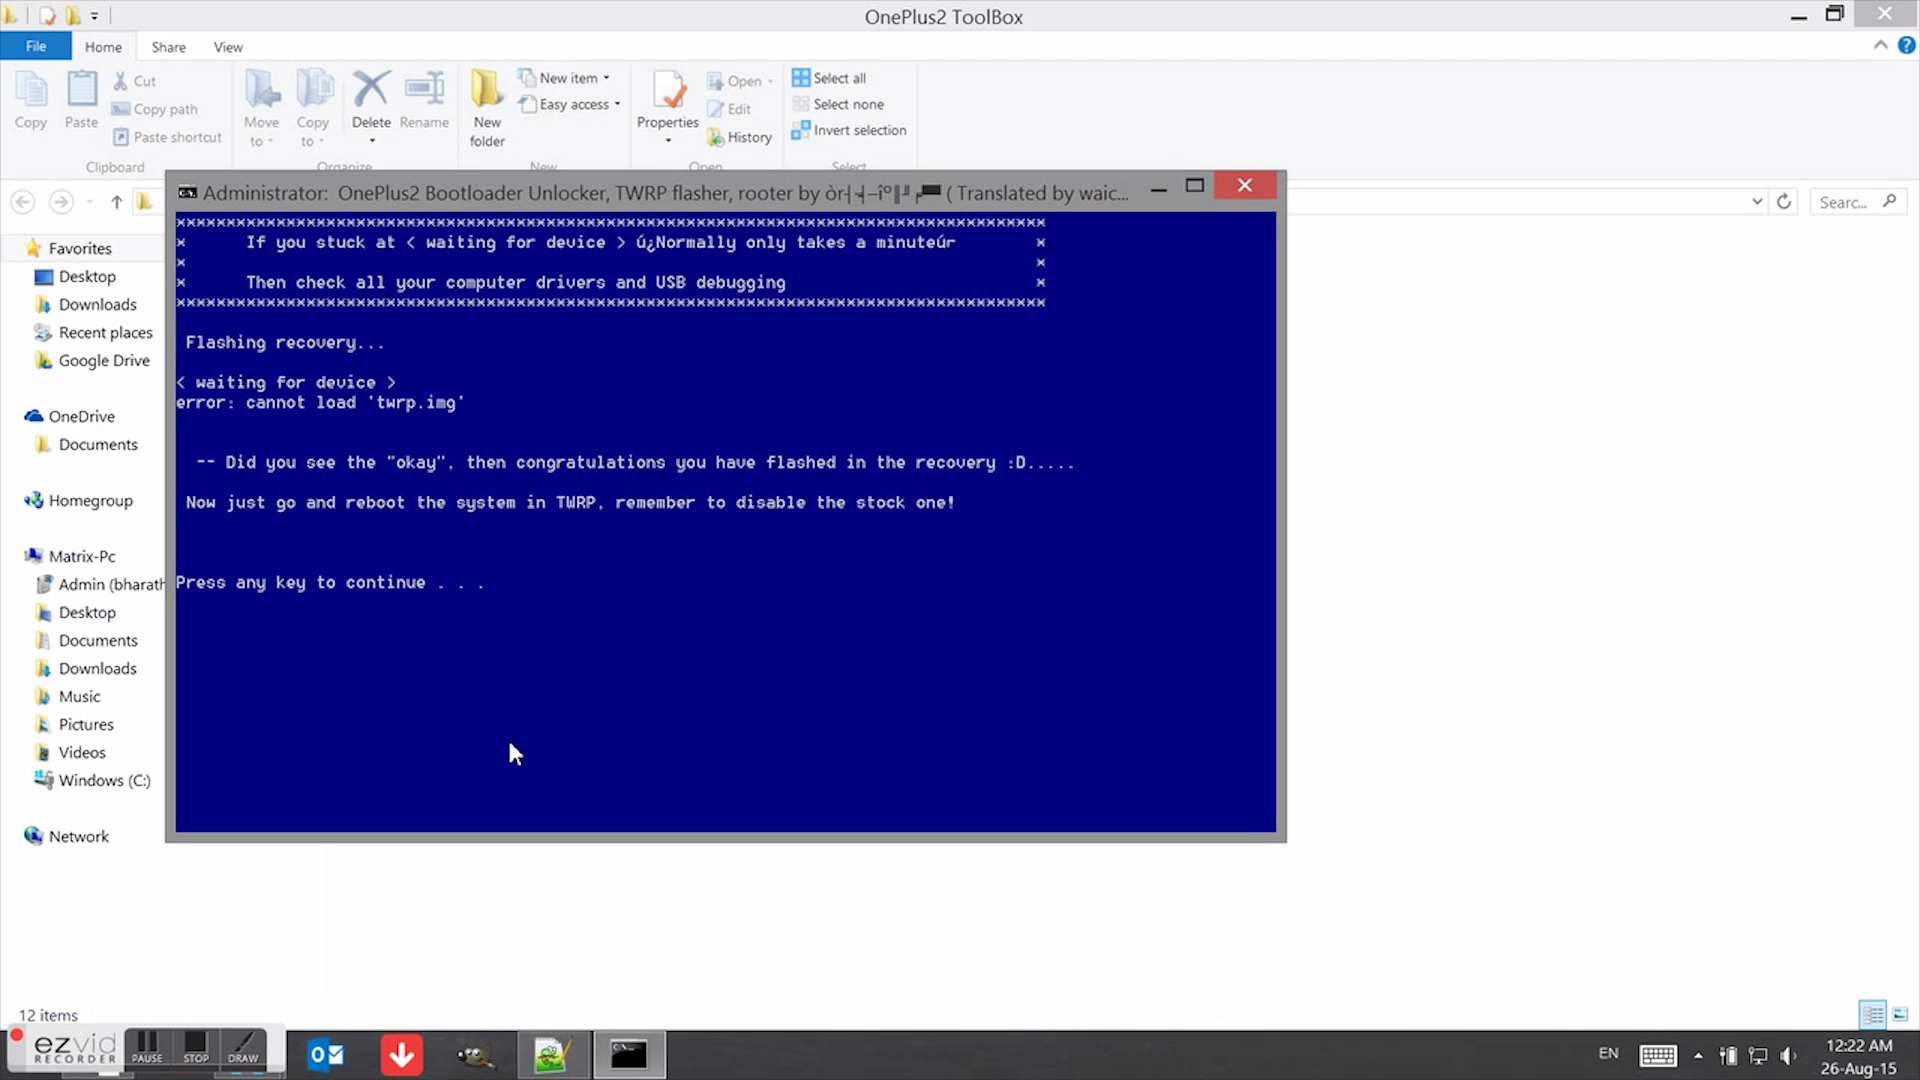 OnePlus2 ToolBox
File Home Share View
Copy
Paste
Cut
Copy path
Paste shortcut
Clipboard
Move to
Copy to
Delete
Rename
Organize
New folder
New item
Easy access
New
Properties
Open
Edit
History
Open
Select all
Select none
Invert selection
Select
Searc...
Administrator: OnePlus2 Bootloader Unlocker, TWRP flasher, rooter by ( Translated by waic...
*****************************************************************************
* If you stuck at < waiting for device > ú¿Normally only takes a minuteúr *
* *
* Then check all your computer drivers and USB debugging *
*****************************************************************************
Flashing recovery...
< waiting for device >
error: cannot load 'twrp.img'
-- Did you see the "okay", then congratulations you have flashed in the recovery :D.....
Now just go and reboot the system in TWRP, remember to disable the stock one!
Press any key to continue . . .
Favorites
Desktop
Downloads
Recent places
Google Drive
OneDrive
Documents
Homegroup
Matrix-Pc
Admin (bharath
Desktop
Documents
Downloads
Music
Pictures
Videos
Windows (C:)
Network
12 items
ezvid
RECORDER
PAUSE STOP DRAW
EN
12:22 AM
26-Aug-15